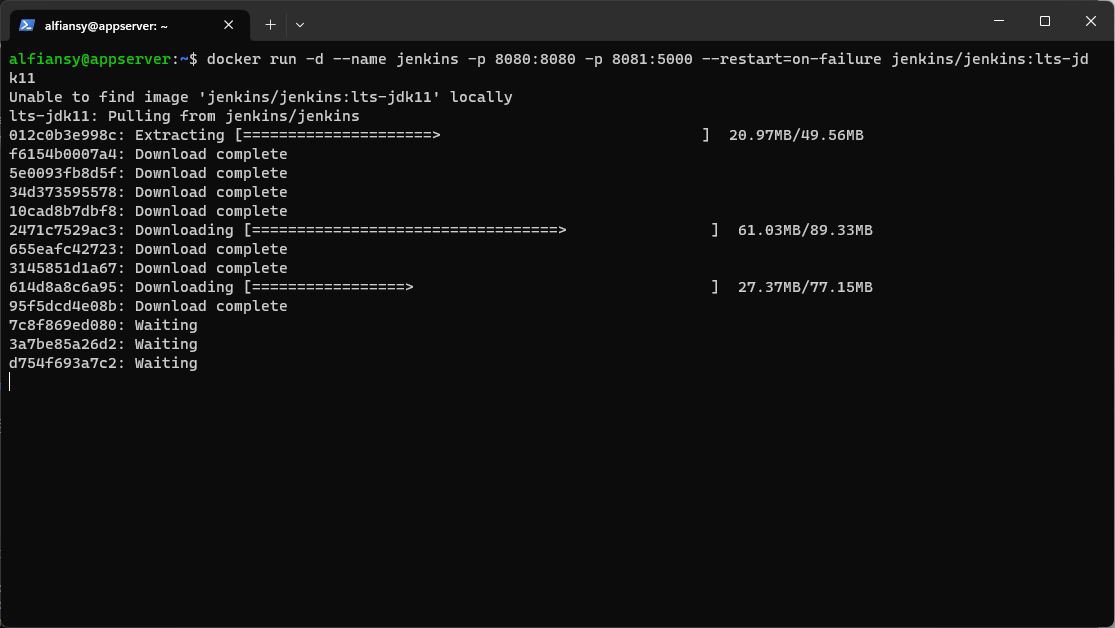 alfiansy@appserver: ~
alfiansy@appserver:~$ docker run -d --name jenkins -p 8080:8080 -p 8081:5000 --restart=on-failure jenkins/jenkins:lts-jd
k11
Unable to find image 'jenkins/jenkins:lts-jdk11' locally
lts-jdk11: Pulling from jenkins/jenkins
012c0b3e998c: Extracting [=====================>                             ]  20.97MB/49.56MB
f6154b0007a4: Download complete
5e0093fb8d5f: Download complete
34d373595578: Download complete
10cad8b7dbf8: Download complete
2471c7529ac3: Downloading [==================================>                ]  61.03MB/89.33MB
655eafc42723: Download complete
3145851d1a67: Download complete
614d8a8c6a95: Downloading [=================>                                 ]  27.37MB/77.15MB
95f5dcd4e08b: Download complete
7c8f869ed080: Waiting
3a7be85a26d2: Waiting
d754f693a7c2: Waiting